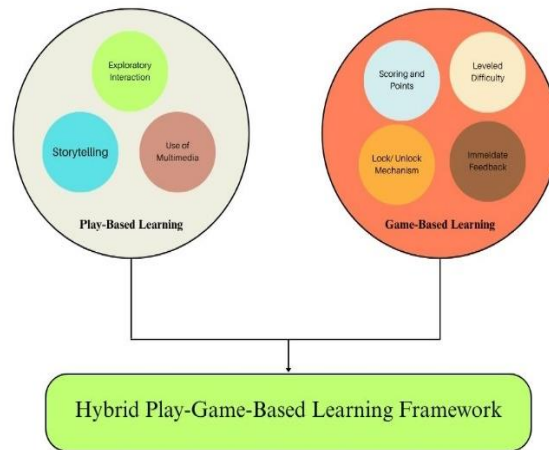 Exploratory
Interaction
Storytelling
Use of
Multimedia
Play-Based Learning
Scoring and
Points
Leveled
Difficulty
Lock/ Unlock
Mechanism
Immeidate
Feedback
Game-Based Learning
Hybrid Play-Game-Based Learning Framework